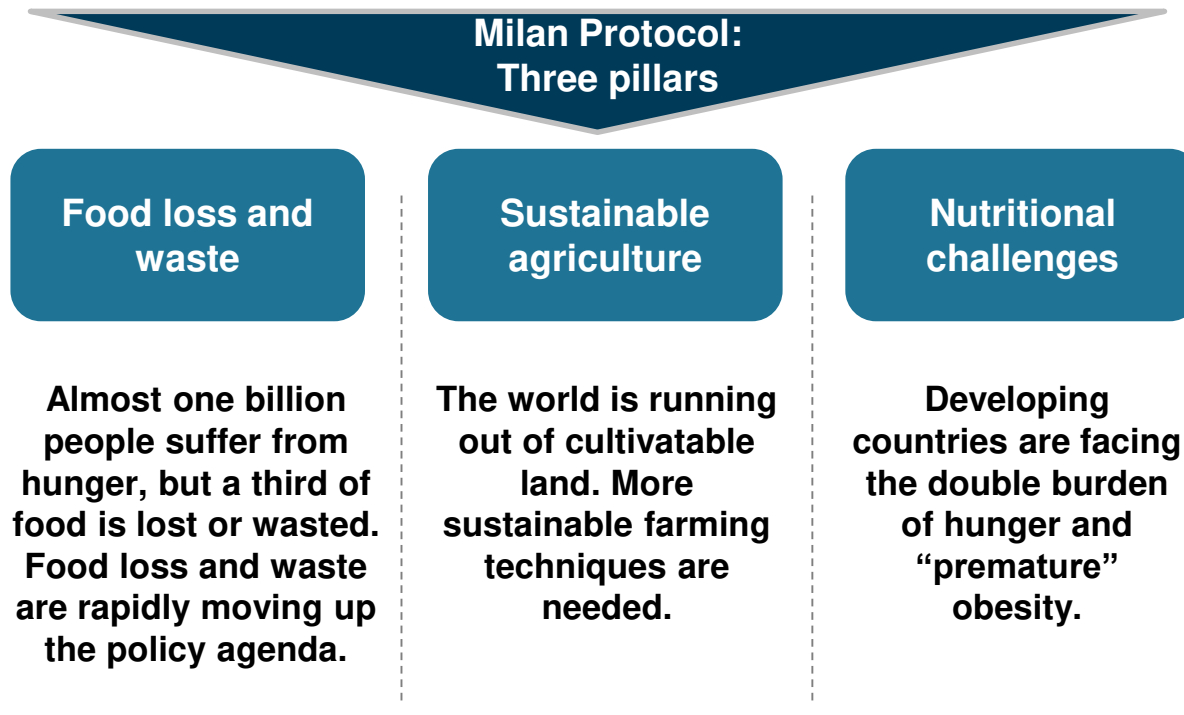 Milan Protocol:
Three pillars
Food loss and
waste
Almost one billion
people suffer from
hunger, but a third of
food is lost or wasted.
Food loss and waste
are rapidly moving up
the policy agenda.
Sustainable
agriculture
The world is running
out of cultivatable
land. More
sustainable farming
techniques are
needed.
Nutritional
challenges
Developing
countries are facing
the double burden
of hunger and
“premature”
obesity.